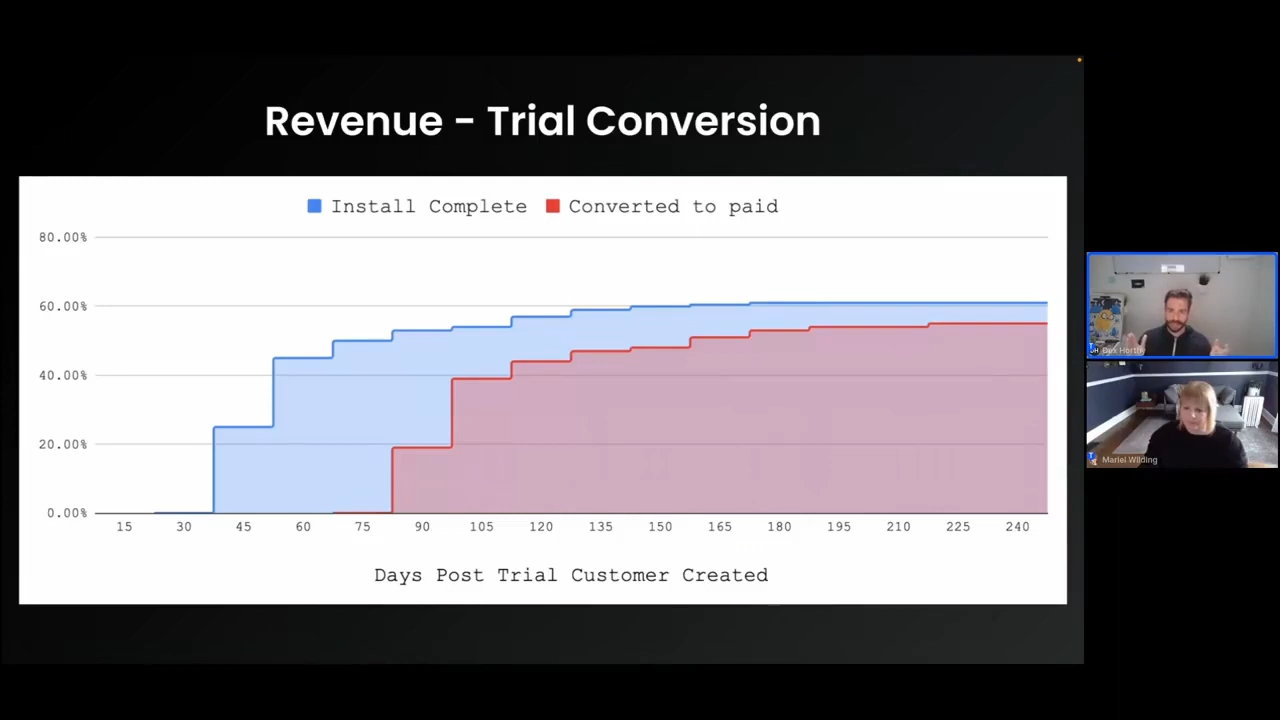 Revenue - Trial Conversion
Install Complete
Converted to paid
80.00%
60.00%
40.00%
20.00%
0.00%
15 30 45 60 75 90 105 120 135 150 165 180 195 210 225 240
Days Post Trial Customer Created
Dex Horthy
Mariel Wilding